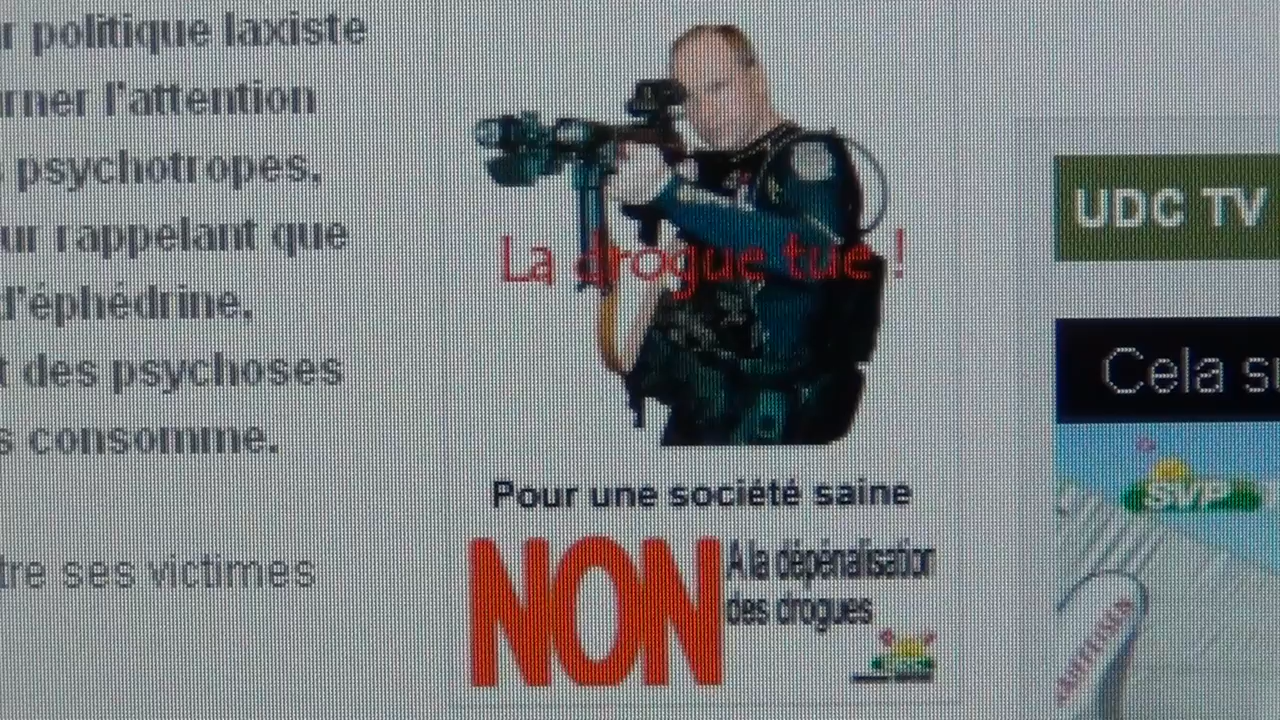 r politique laxiste
rner l'attention
psychotropes,
ur rappelant que
d'éphédrine,
t des psychoses
s consomme.
tre ses victimes
La drogue tue !
Pour une société saine
NON
A la dépénalisation
des drogues
UDC TV
Cela si
SVP